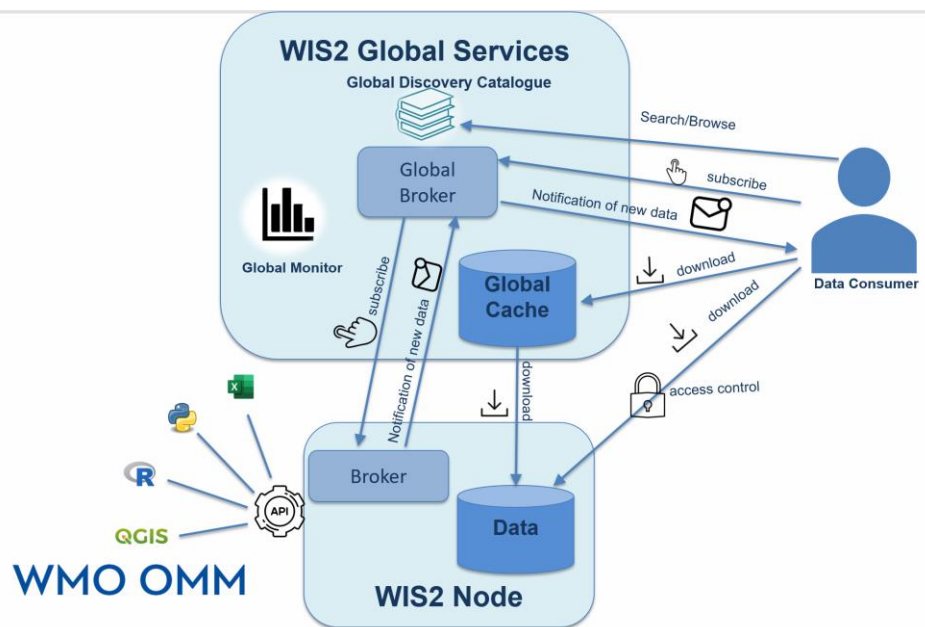 WIS2 Global Services
Global Discovery Catalogue
Search/Browse
Global
Broker
subscribe
Notification of new data
Global Monitor
subscribe
Notification of new data
Global
Cache
download
Data Consumer
download
download
access control
Broker
Data
API
R
QGIS
WMO OMM
WIS2 Node